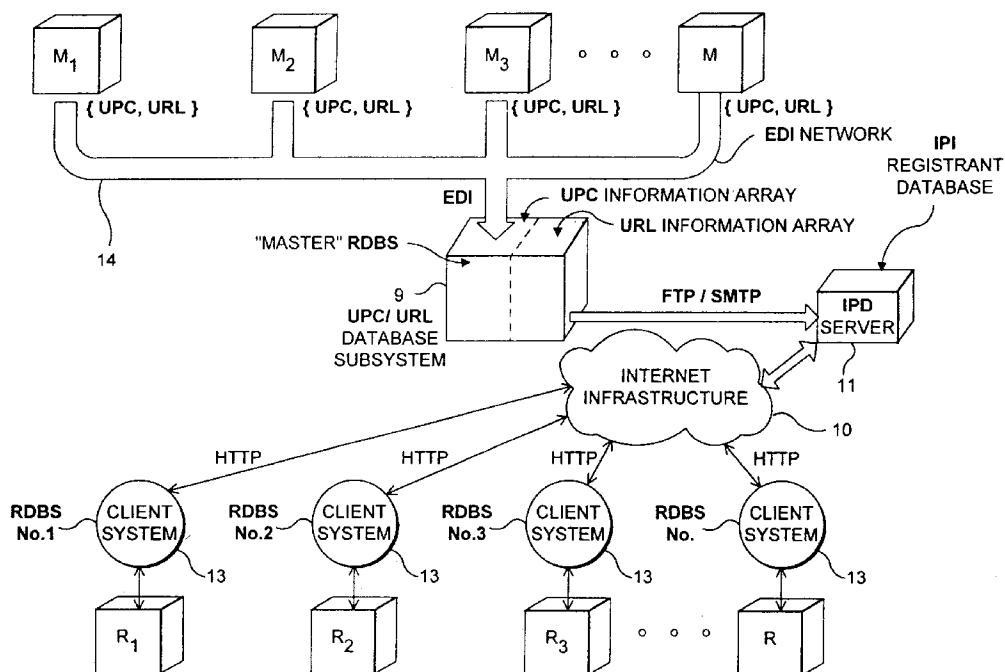 M1 M2 M3 M
{ UPC, URL } { UPC, URL } { UPC, URL } { UPC, URL }
EDI NETWORK
IPI
REGISTRANT
DATABASE
14
EDI
UPC INFORMATION ARRAY
URL INFORMATION ARRAY
"MASTER" RDBS
9
UPC/ URL
DATABASE
SUBSYSTEM
FTP / SMTP
IPD
SERVER
11
INTERNET
INFRASTRUCTURE
10
HTTP HTTP HTTP HTTP
RDBS
No.1
CLIENT
SYSTEM
13
RDBS
No.2
CLIENT
SYSTEM
13
RDBS
No.3
CLIENT
SYSTEM
13
RDBS
No.
CLIENT
SYSTEM
13
R1 R2 R3 R